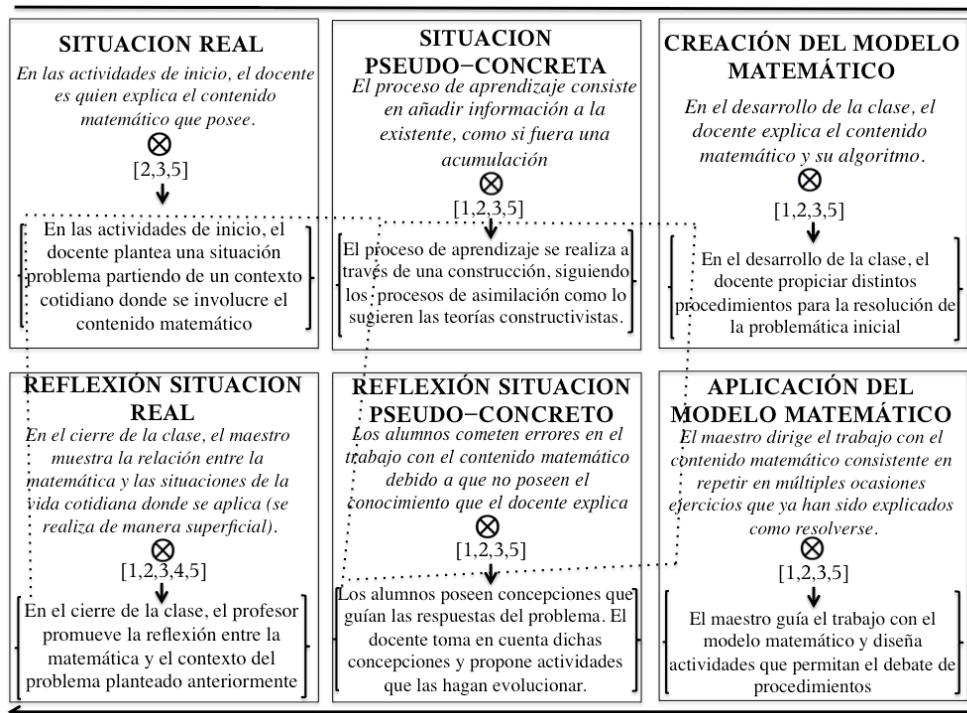 SITUACION REAL
En las actividades de inicio, el docente
es quien explica el contenido
matemático que posee.
[2,3,5]
En las actividades de inicio, el
docente plantea una situación
problema partiendo de un contexto
cotidiano donde se involucre el
contenido matemático
SITUACION
PSEUDO−CONCRETA
El proceso de aprendizaje consiste
en añadir información a la
existente, como si fuera una
acumulación
[1,2,3,5]
El proceso de aprendizaje se realiza a
través de una construcción, siguiendo
los procesos de asimilación como lo
sugieren las teorías constructivistas.
CREACIÓN DEL MODELO
MATEMÁTICO
En el desarrollo de la clase, el
docente explica el contenido
matemático y su algoritmo.
[1,2,3,5]
En el desarrollo de la clase, el
docente propiciar distintos
procedimientos para la resolución de
la problemática inicial
REFLEXIÓN SITUACION
REAL
En el cierre de la clase, el maestro
muestra la relación entre la
matemática y las situaciones de la
vida cotidiana donde se aplica (se
realiza de manera superficial).
[1,2,3,4,5]
En el cierre de la clase, el profesor
promueve la reflexión entre la
matemática y el contexto del
problema planteado anteriormente
REFLEXIÓN SITUACION
PSEUDO−CONCRETO
Los alumnos cometen errores en el
trabajo con el contenido matemático
debido a que no poseen el
conocimiento que el docente explica
[1,2,3,5]
Los alumnos poseen concepciones que
guían las respuestas del problema. El
docente toma en cuenta dichas
concepciones y propone actividades
que las hagan evolucionar.
APLICACIÓN DEL
MODELO MATEMÁTICO
El maestro dirige el trabajo con el
contenido matemático consistente en
repetir en múltiples ocasiones
ejercicios que ya han sido explicados
como resolverse.
[1,2,3,5]
El maestro guía el trabajo con el
modelo matemático y diseña
actividades que permitan el debate de
procedimientos